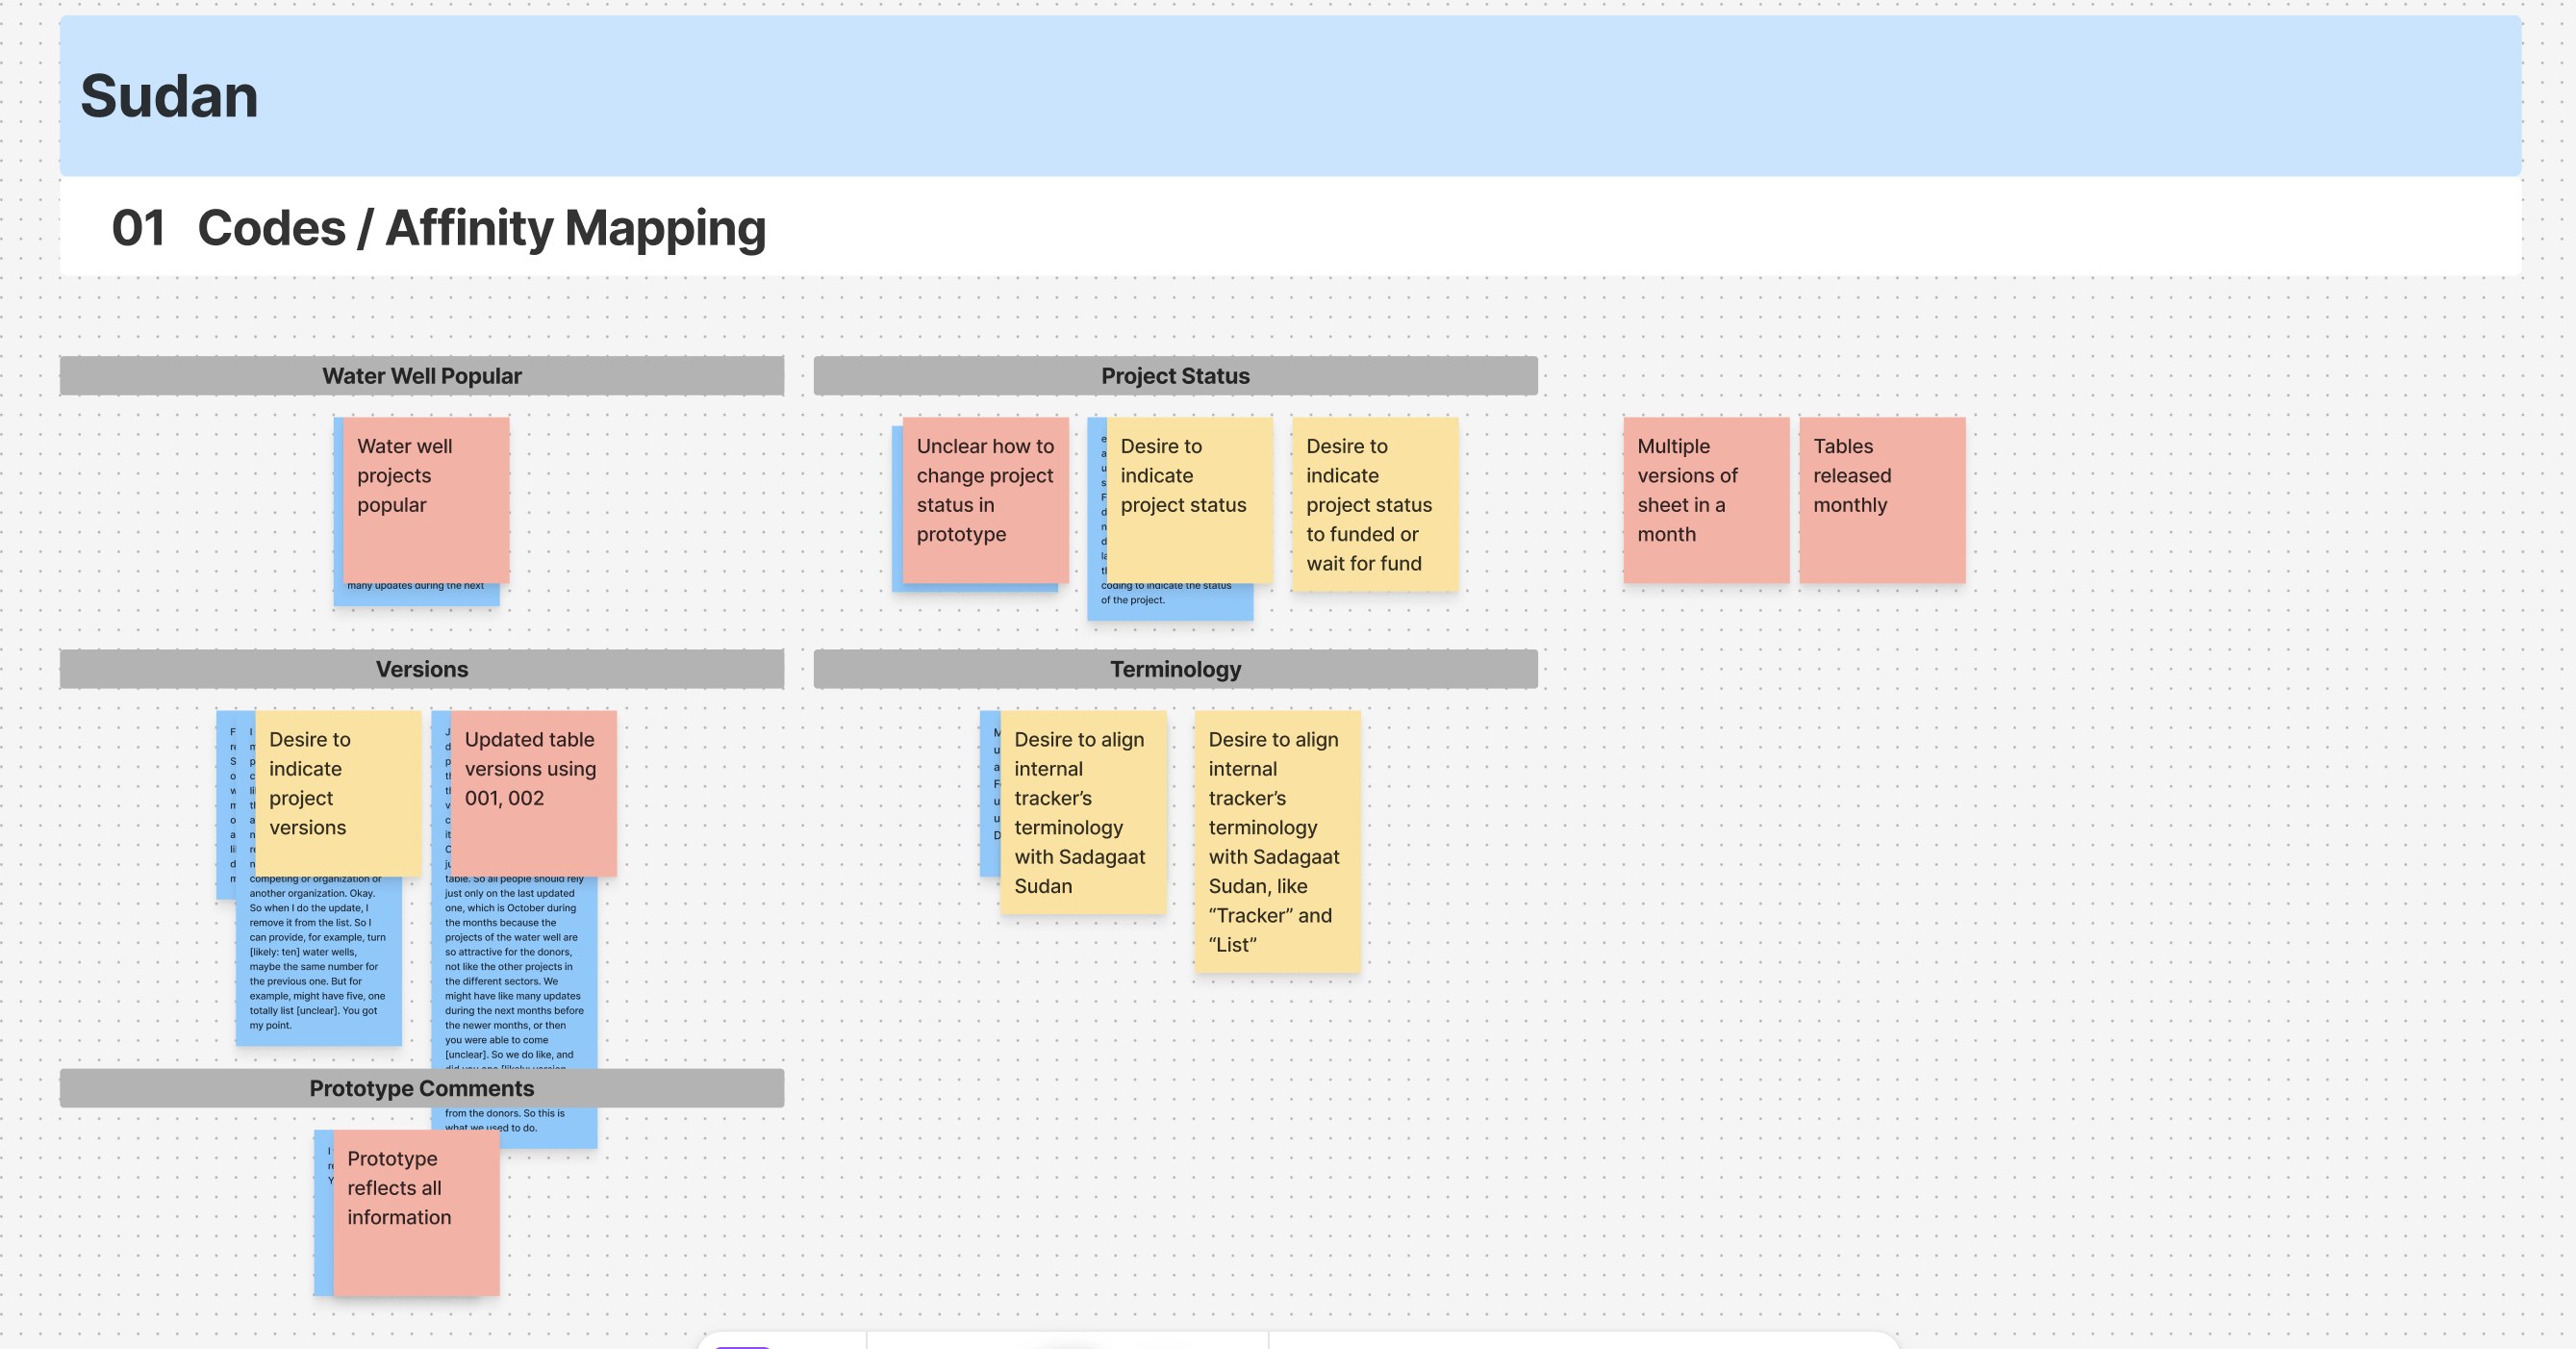 Sudan
01 Codes / Affinity Mapping
Water Well Popular
Water well
projects
popular
many updates during the next
Project Status
Unclear how to
change project
status in
prototype
Desire to
indicate
project status
coding to indicate the status
of the project.
Desire to
indicate
project status
to funded or
wait for fund
Multiple
versions of
sheet in a
month
Tables
released
monthly
Versions
Desire to
indicate
project
versions
competing or organization or
another organization. Okay.
So when I do the update, I
remove it from the list. So I
can provide, for example, turn
[likely: ten] water wells,
maybe the same number for
the previous one. But for
example, might have five, one
totally list [unclear]. You got
my point.
Updated table
versions using
001, 002
table. So all people should rely
just only on the last updated
one, which is October during
the months because the
projects of the water well are
so attractive for the donors,
not like the other projects in
the different sectors. We
might have like many updates
during the next months before
the newer months, or then
you were able to come
[unclear]. So we do like, and
did you one [likely: version
from the donors. So this is
what we used to do.
Terminology
Desire to align
internal
tracker’s
terminology
with Sadagaat
Sudan
Desire to align
internal
tracker’s
terminology
with Sadagaat
Sudan, like
“Tracker” and
“List”
Prototype Comments
Prototype
reflects all
information